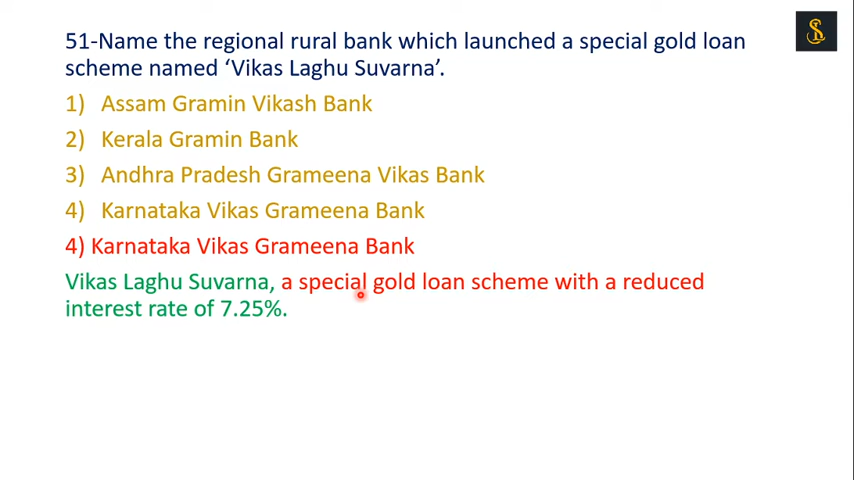 51-Name the regional rural bank which launched a special gold loan
scheme named ‘Vikas Laghu Suvarna’.
1) Assam Gramin Vikash Bank
2) Kerala Gramin Bank
3) Andhra Pradesh Grameena Vikas Bank
4) Karnataka Vikas Grameena Bank
4) Karnataka Vikas Grameena Bank
Vikas Laghu Suvarna, a special gold loan scheme with a reduced
interest rate of 7.25%.